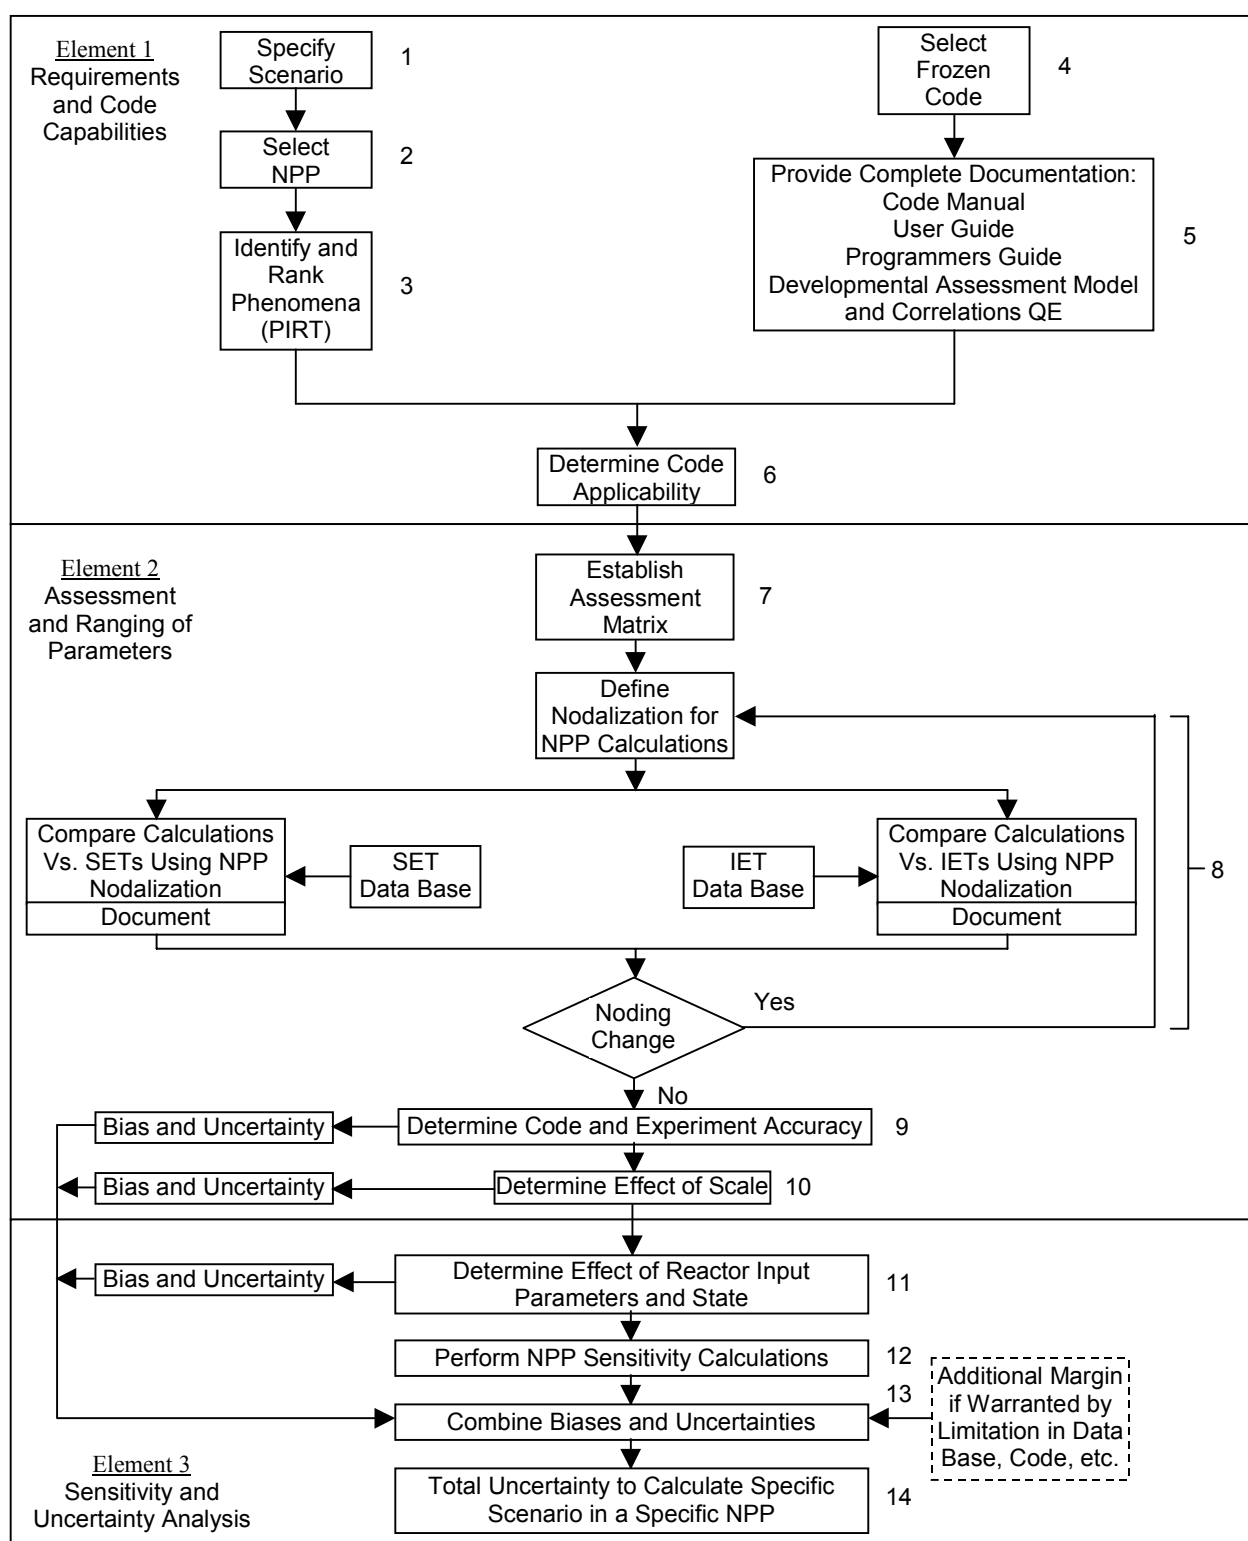 Element 1
Requirements
and Code
Capabilities
Specify
Scenario
1
Select
NPP
2
Identify and
Rank
Phenomena
(PIRT)
3
Select
Frozen
Code
4
Provide Complete Documentation:
Code Manual
User Guide
Programmers Guide
Developmental Assessment Model
and Correlations QE
5
Determine Code
Applicability
6
Element 2
Assessment
and Ranging of
Parameters
Establish
Assessment
Matrix
7
Define
Nodalization for
NPP Calculations
Compare Calculations
Vs. SETs Using NPP
Nodalization
Document
SET
Data Base
IET
Data Base
Compare Calculations
Vs. IETs Using NPP
Nodalization
Document
8
Noding
Change
Yes
No
Bias and Uncertainty
Determine Code and Experiment Accuracy
9
Bias and Uncertainty
Determine Effect of Scale
10
Bias and Uncertainty
Determine Effect of Reactor Input
Parameters and State
11
Perform NPP Sensitivity Calculations
12
13
Combine Biases and Uncertainties
Additional Margin
if Warranted by
Limitation in Data
Base, Code, etc.
Element 3
Sensitivity and
Uncertainty Analysis
Total Uncertainty to Calculate Specific
Scenario in a Specific NPP
14